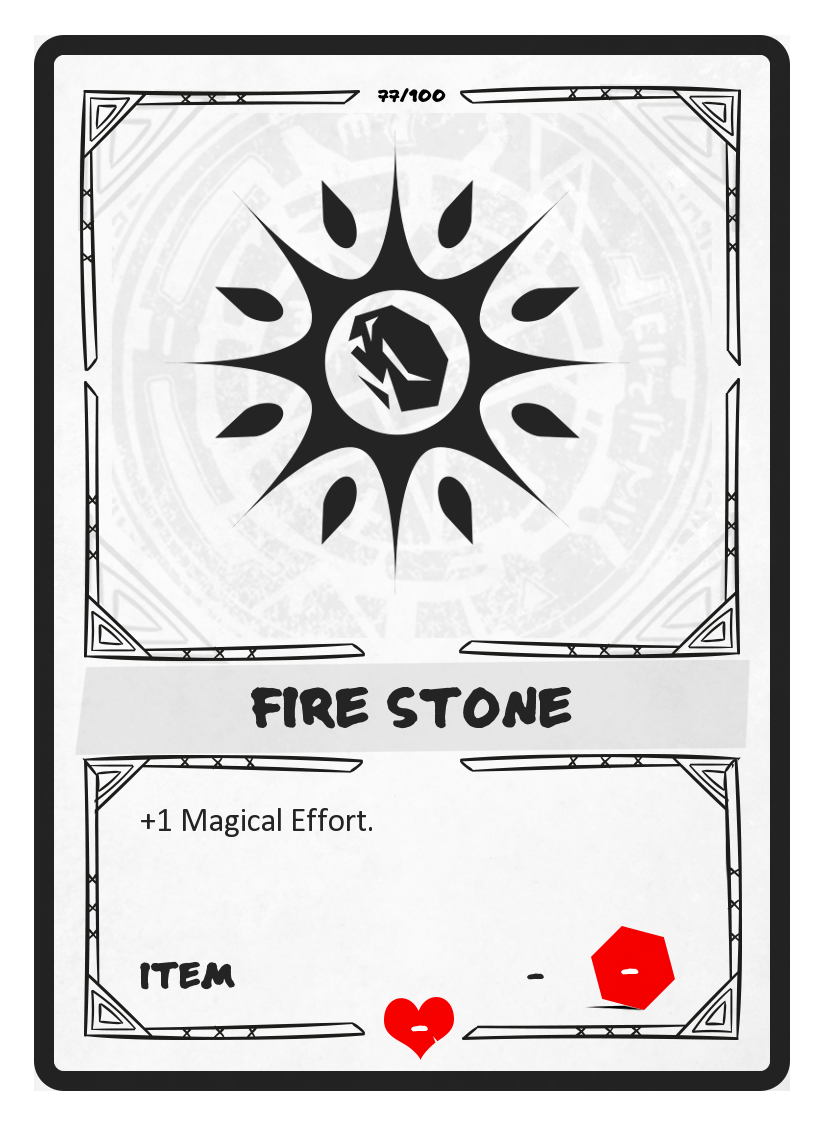 77/100
FIRE STONE
+1 Magical Effort.
ITEM
- -
-